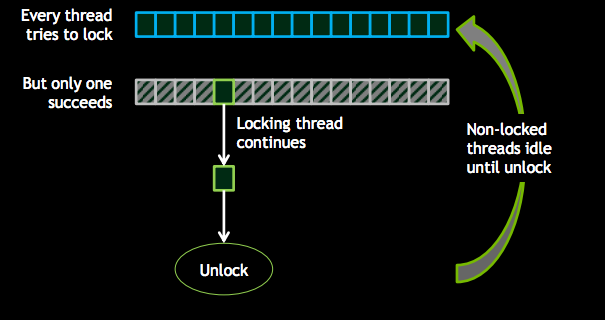 Every thread
tries to lock
But only one
succeeds
Locking thread
continues
Non-locked
threads idle
until unlock
Unlock